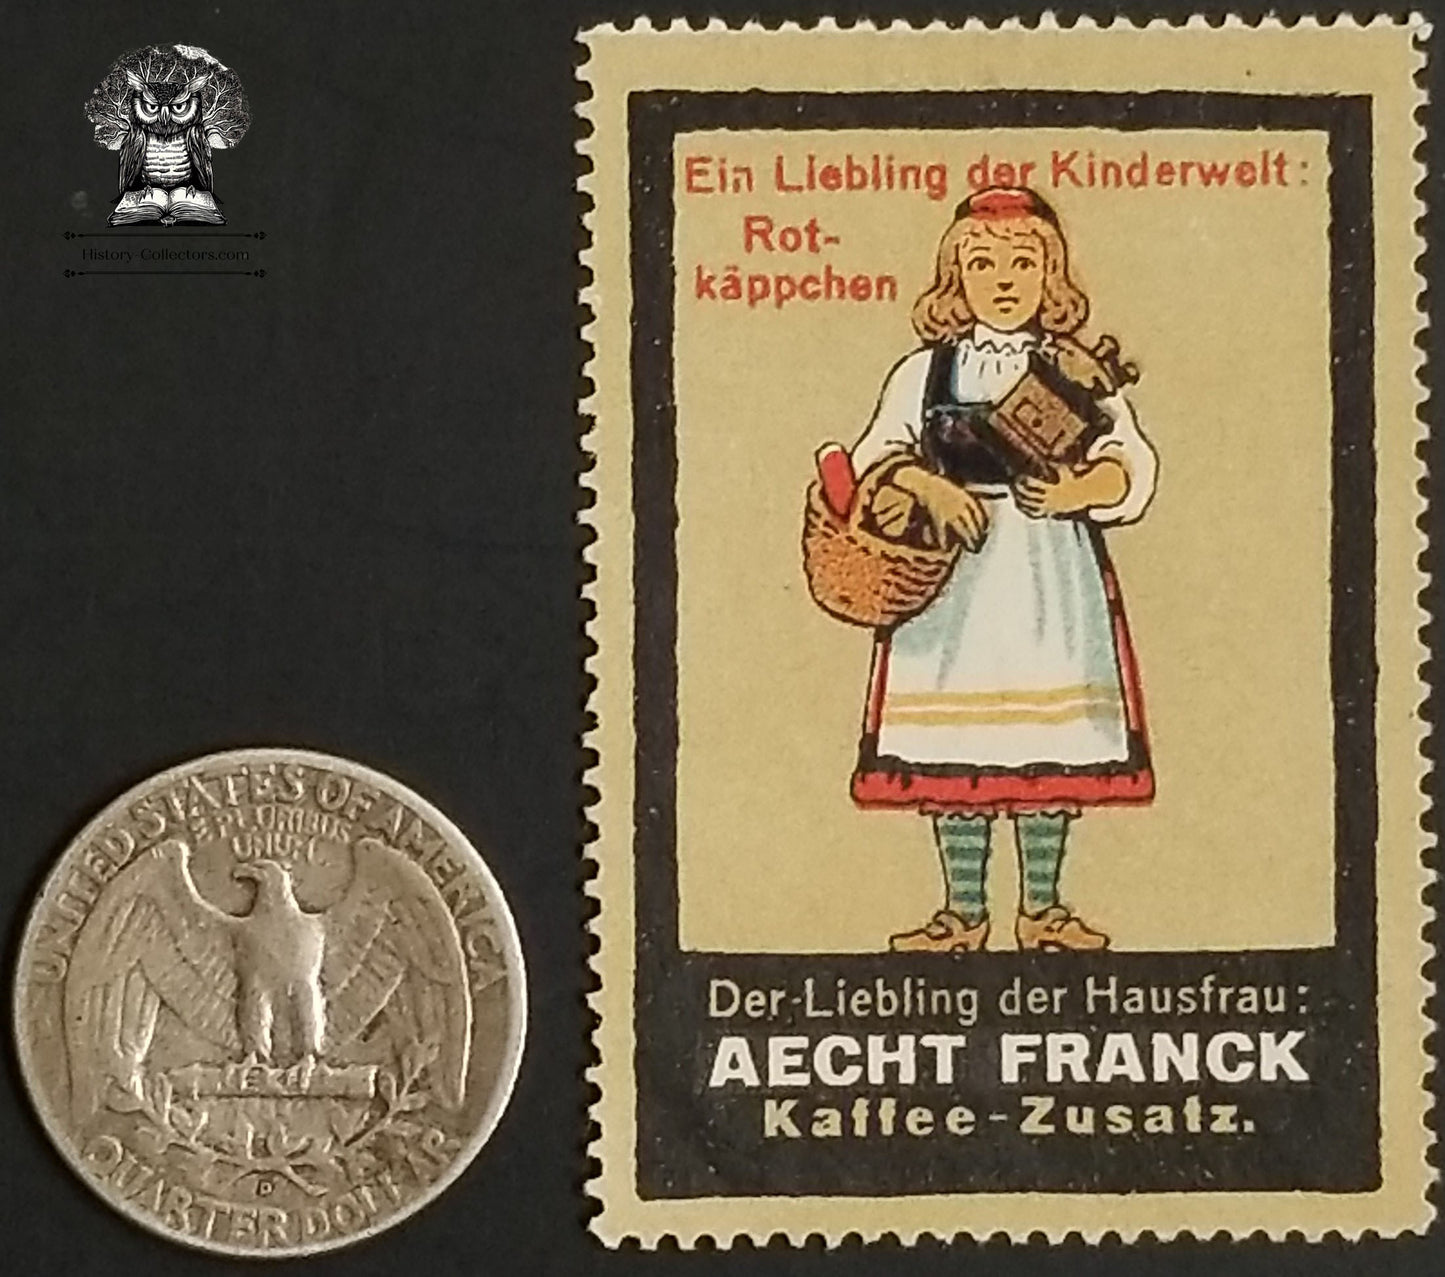 History-Collectors.com
Ein Liebling der Kinderwelt:
Rot-
käppchen
Der Liebling der Hausfrau:
AECHT FRANCK
Kaffee-Zusatz.
UNITED STATES OF AMERICA
E PLURIBUS
UNUM
D
QUARTER DOLLAR